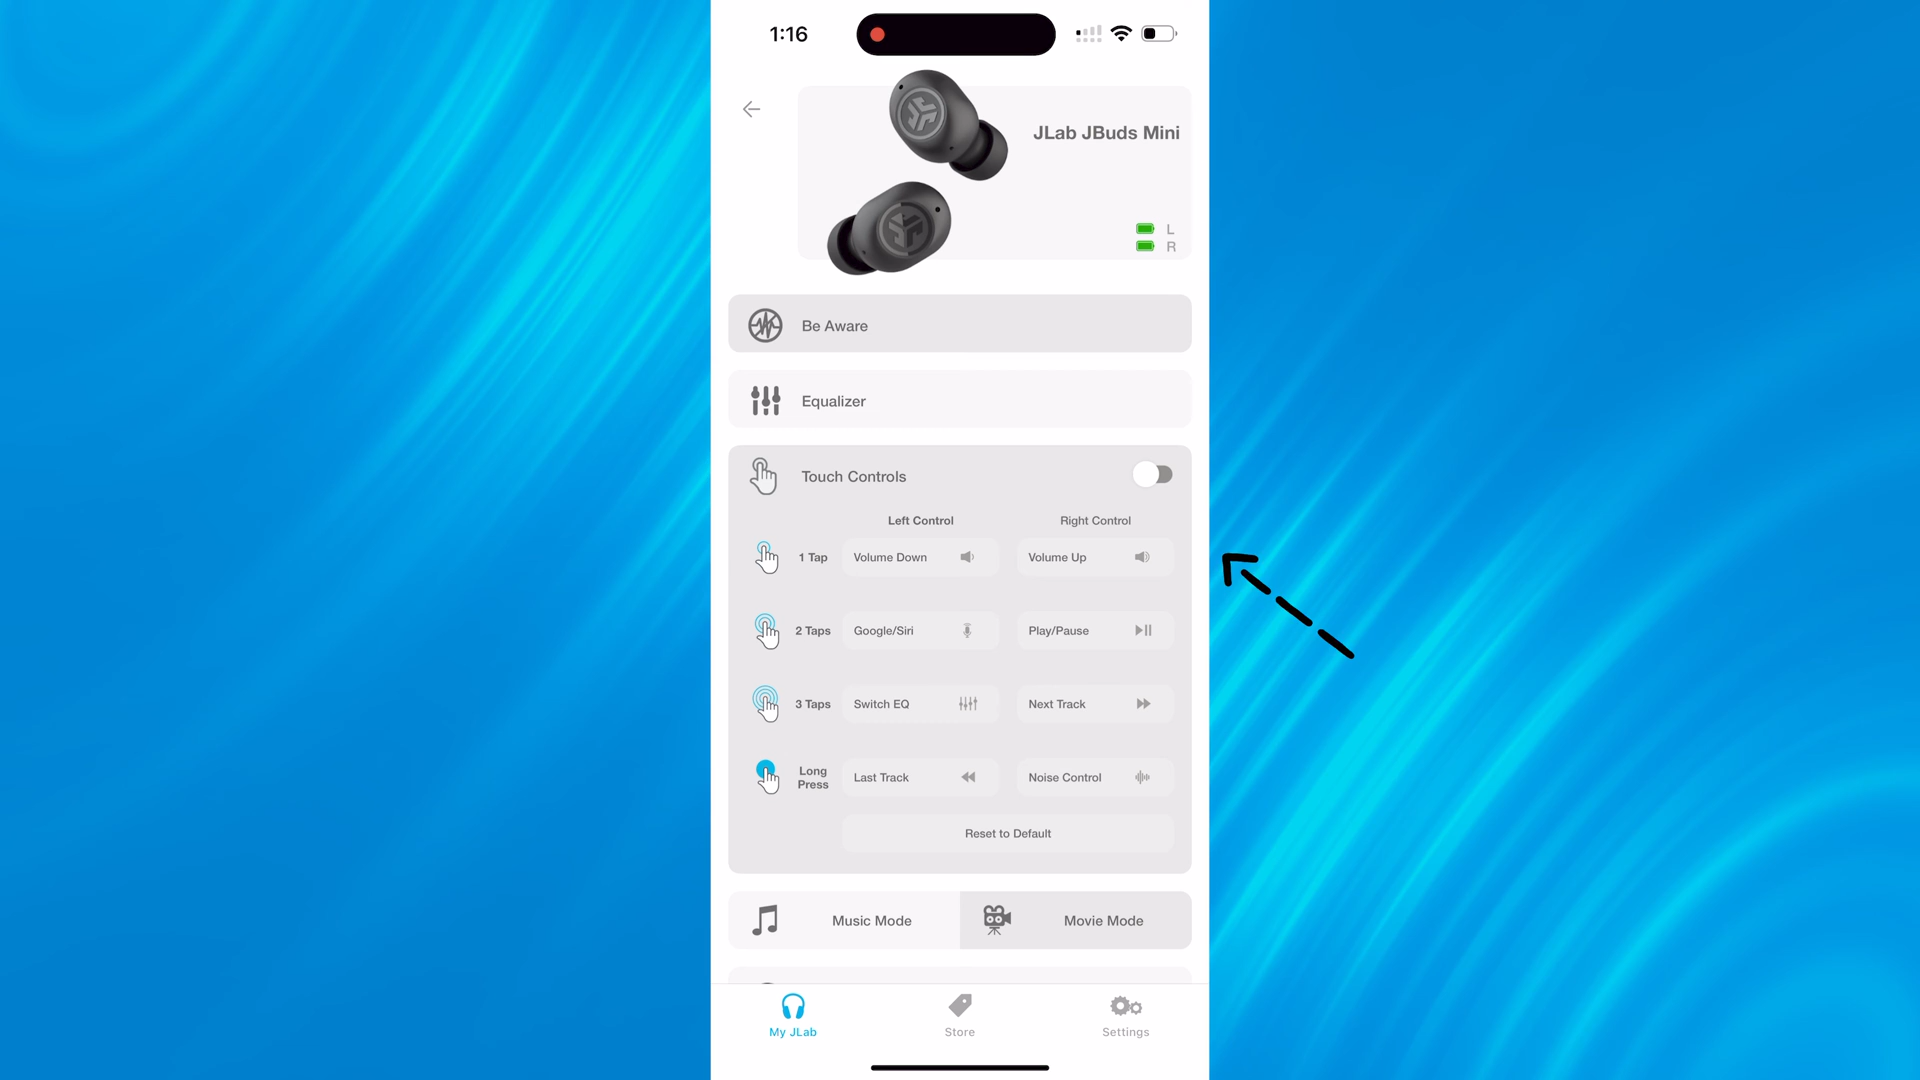 1:16
JLab JBuds Mini
L
R
Be Aware
Equalizer
Touch Controls
Left Control
Right Control
1 Tap
Volume Down
Volume Up
2 Taps
Google/Siri
Play/Pause
3 Taps
Switch EQ
Next Track
Long
Press
Last Track
Noise Control
Reset to Default
Music Mode
Movie Mode
My JLab
Store
Settings